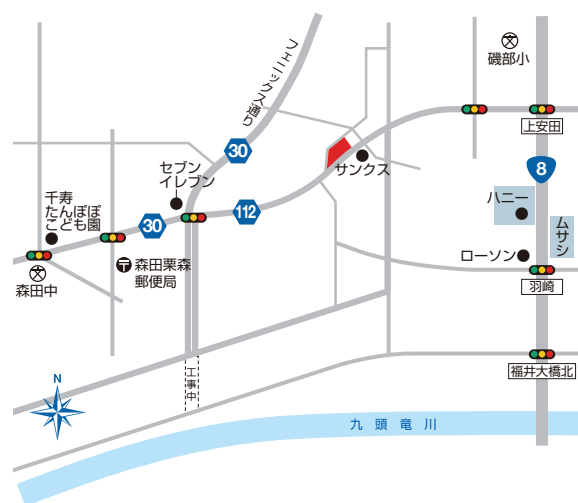 フェニックス通り
磯部小
上安田
30
サンクス
8
セブン
イレブン
千寿
たんぽぽ
こども園
30
112
ハニー
ムサシ
ローソン
〒
森田栗森
郵便局
森田中
文
文
羽崎
福井大橋北
工事中
N
九頭竜川